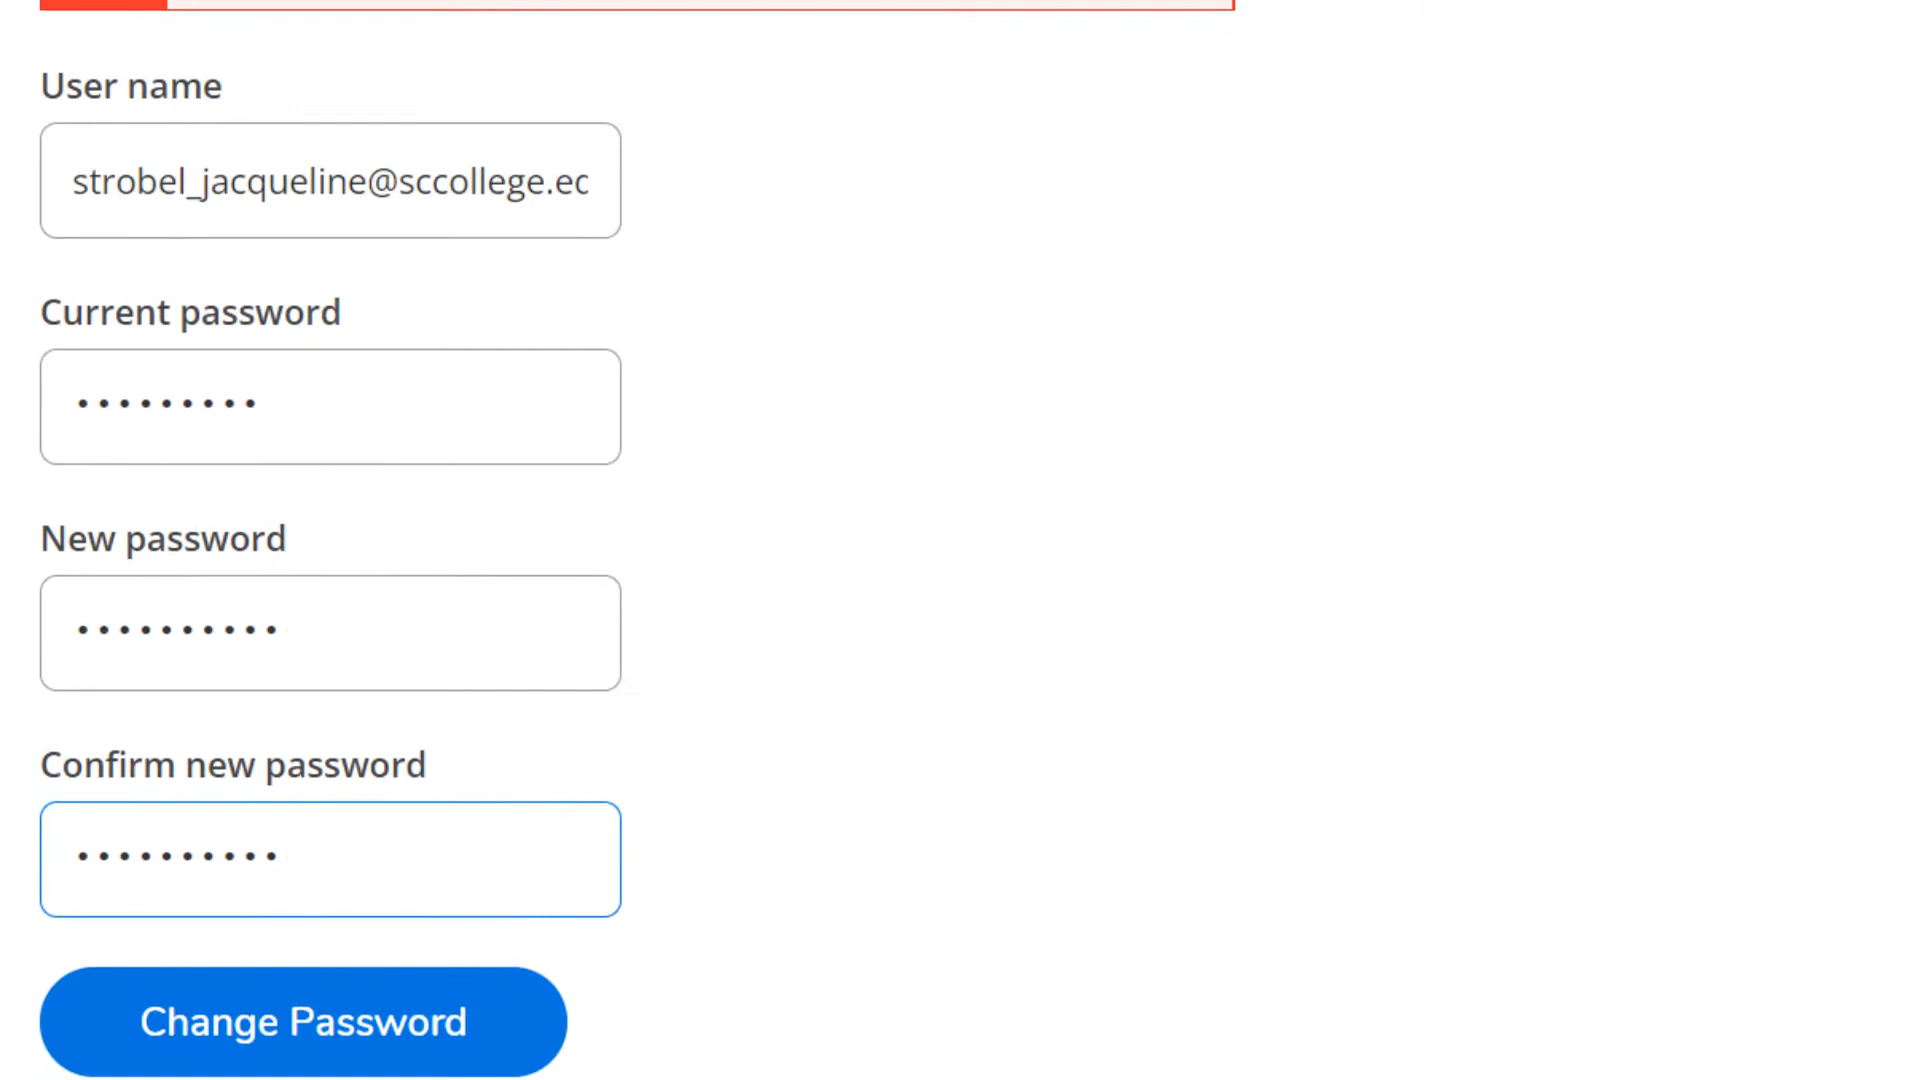 User name
strobel_jacqueline@sccollege.ec
Current password
•••••••••
New password
••••••••••
Confirm new password
••••••••••
Change Password